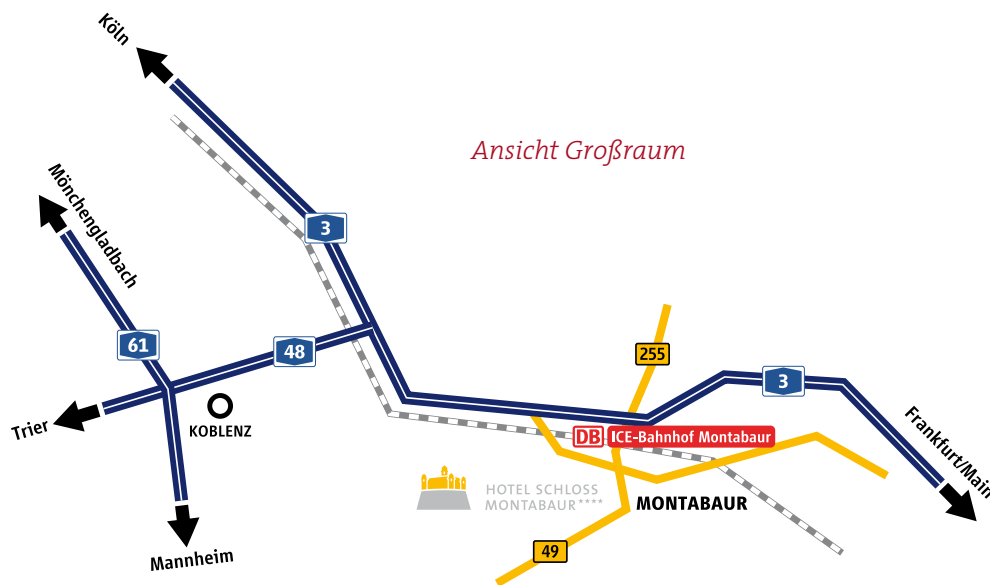 Köln
Ansicht Großraum
Mönchengladbach
3
61
48
255
3
Trier
KOBLENZ
DB ICE-Bahnhof Montabaur
Frankfurt/Main
HOTEL SCHLOSS
MONTABAUR****
MONTABAUR
49
Mannheim